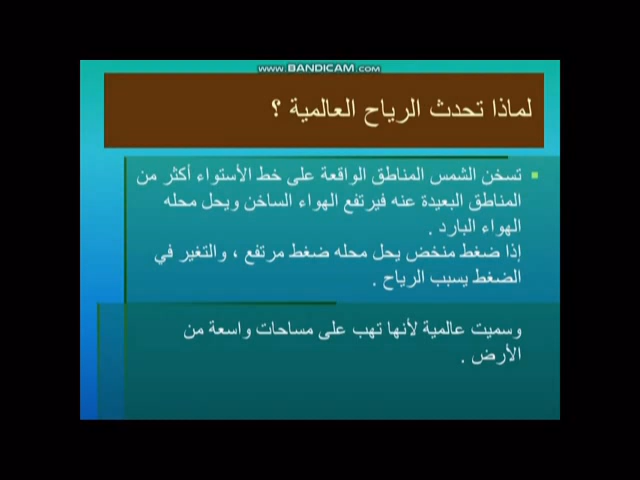 www.BANDICAM.com
لماذا تحدث الرياح العالمية ؟
تسخن الشمس المناطق الواقعة على خط الأستواء أكثر من
المناطق البعيدة عنه فيرتفع الهواء الساخن ويحل محله
الهواء البارد .
إذا ضغط منخض يحل محله ضغط مرتفع ، والتغير في
الضغط يسبب الرياح .
وسميت عالمية لأنها تهب على مساحات واسعة من
الأرض .